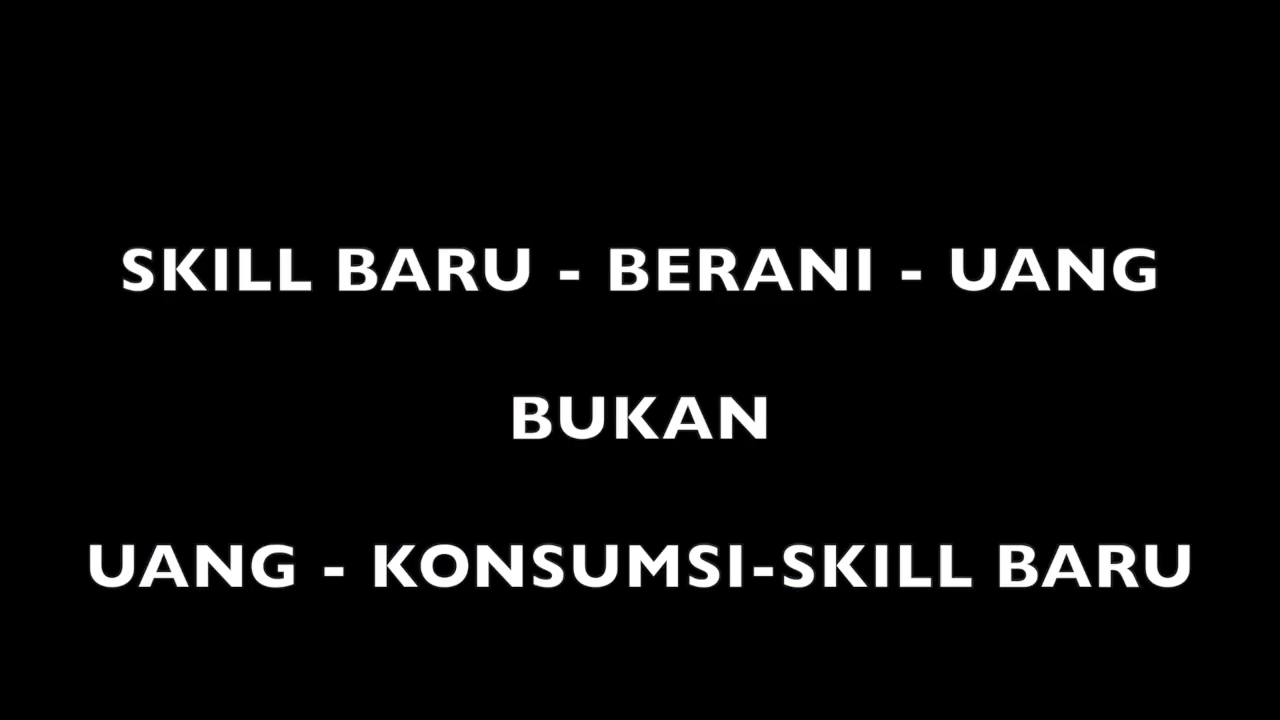 SKILL BARU - BERANI - UANG
BUKAN
UANG - KONSUMSI-SKILL BARU